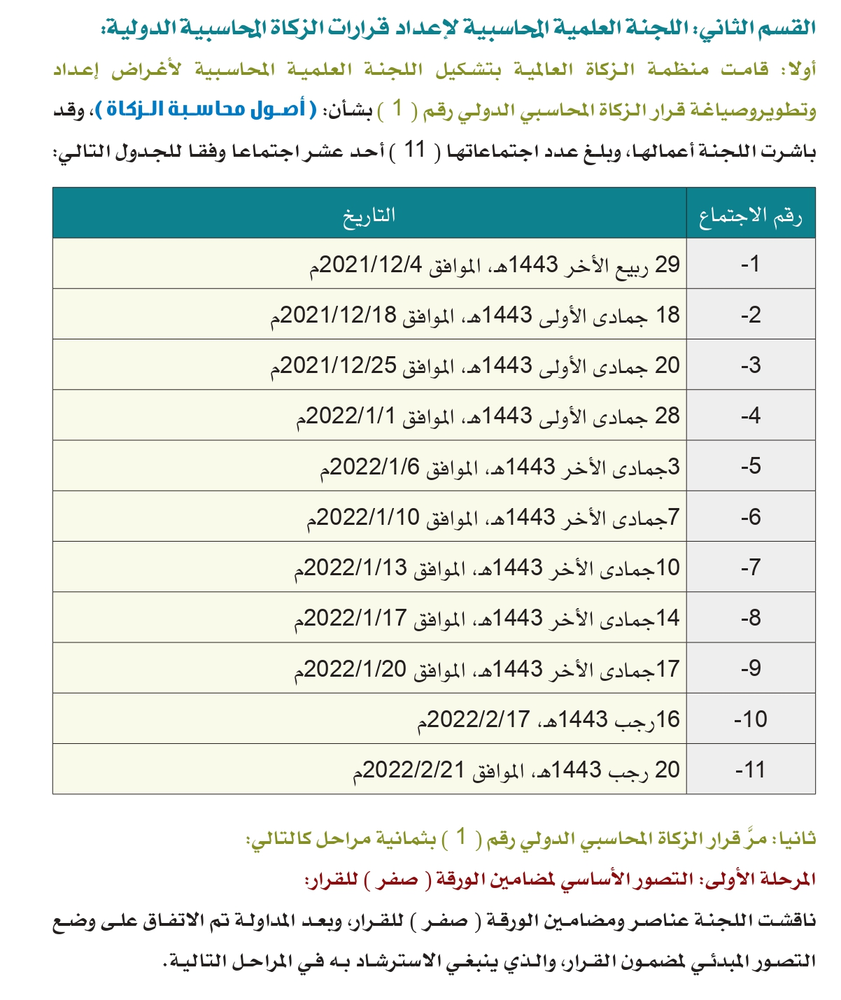 القسم الثاني: اللجنة العلمية المحاسبية لإعداد قرارات الزكاة المحاسبية الدولية:
أولا: قامت منظمة الزكاة العالمية بتشكيل اللجنة العلمية المحاسبية لأغراض إعداد
وتطويروصياغة قرار الزكاة المحاسبي الدولي رقم ( 1 ) بشأن: ( أصول محاسبة الزكاة )، وقد
باشرت اللجنة أعمالها، وبلغ عدد اجتماعاتها ( 11 ) أحد عشر اجتماعا وفقا للجدول التالي:
رقم الاجتماع التاريخ
1- 29 ربيع الأخر 1443هـ، الموافق 2021/12/4م
2- 18 جمادى الأولى 1443هـ، الموافق 2021/12/18م
3- 20 جمادى الأولى 1443هـ، الموافق 2021/12/25م
4- 28 جمادى الأولى 1443هـ، الموافق 2022/1/1م
5- 3جمادى الأخر 1443هـ، الموافق 2022/1/6م
6- 7جمادى الأخر 1443هـ، الموافق 2022/1/10م
7- 10جمادى الأخر 1443هـ، الموافق 2022/1/13م
8- 14جمادى الأخر 1443هـ، الموافق 2022/1/17م
9- 17جمادى الأخر 1443هـ، الموافق 2022/1/20م
10- 16رجب 1443هـ، 2022/2/17م
11- 20 رجب 1443هـ، الموافق 2022/2/21م
ثانيا: مرَّ قرار الزكاة المحاسبي الدولي رقم ( 1 ) بثمانية مراحل كالتالي:
المرحلة الأولى: التصور الأساسي لمضامين الورقة ( صفر ) للقرار:
ناقشت اللجنة عناصر ومضامين الورقة ( صفر ) للقرار، وبعد المداولة تم الاتفاق على وضع
التصور المبدئي لمضمون القرار، والذي ينبغي الاسترشاد به في المراحل التالية.